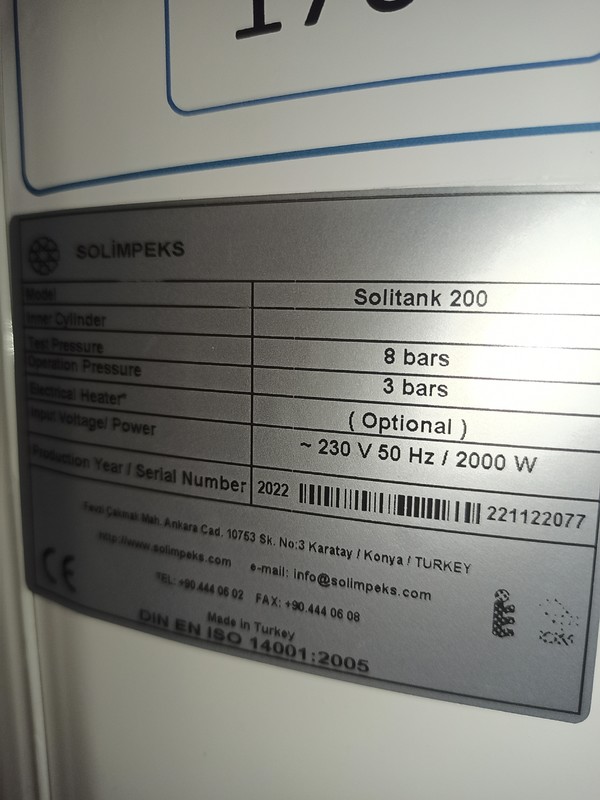 SOLİMPEKS
Model Solitank 200
Inner Cylinder
Test Pressure 8 bars
Operation Pressure 3 bars
Electrical Heater* ( Optional )
Input Voltage/ Power ~ 230 V 50 Hz / 2000 W
Production Year / Serial Number 2022 221122077
Fevzi Çakmak Mah. Ankara Cad. 10753 Sk. No:3 Karatay / Konya / TURKEY
http://www.solimpeks.com e-mail: info@solimpeks.com
TEL: +90.444 06 02 FAX: +90.444 06 08
Made in Turkey
DIN EN ISO 14001:2005
CE